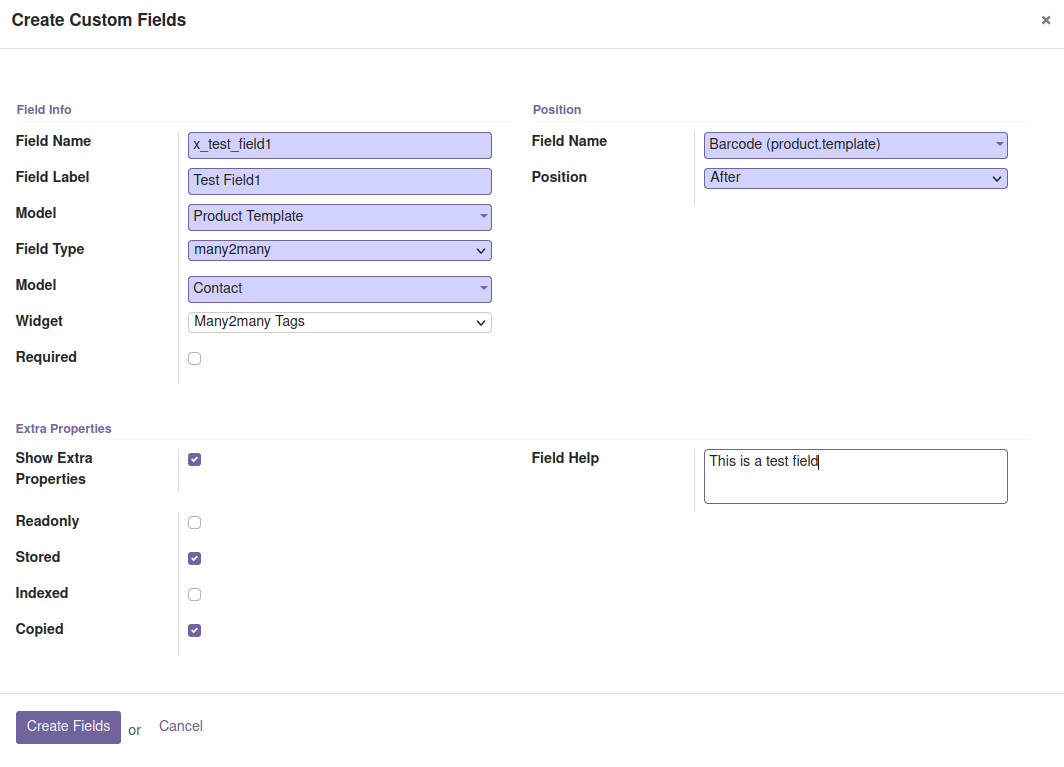 Create Custom Fields
×
Field Info
Field Name
x_test_field1
Field Label
Test Field1
Model
Product Template
Field Type
many2many
Model
Contact
Widget
Many2many Tags
Required
Position
Field Name
Barcode (product.template)
Position
After
Extra Properties
Show Extra
Properties
Readonly
Stored
Indexed
Copied
Field Help
This is a test field
Create Fields or Cancel